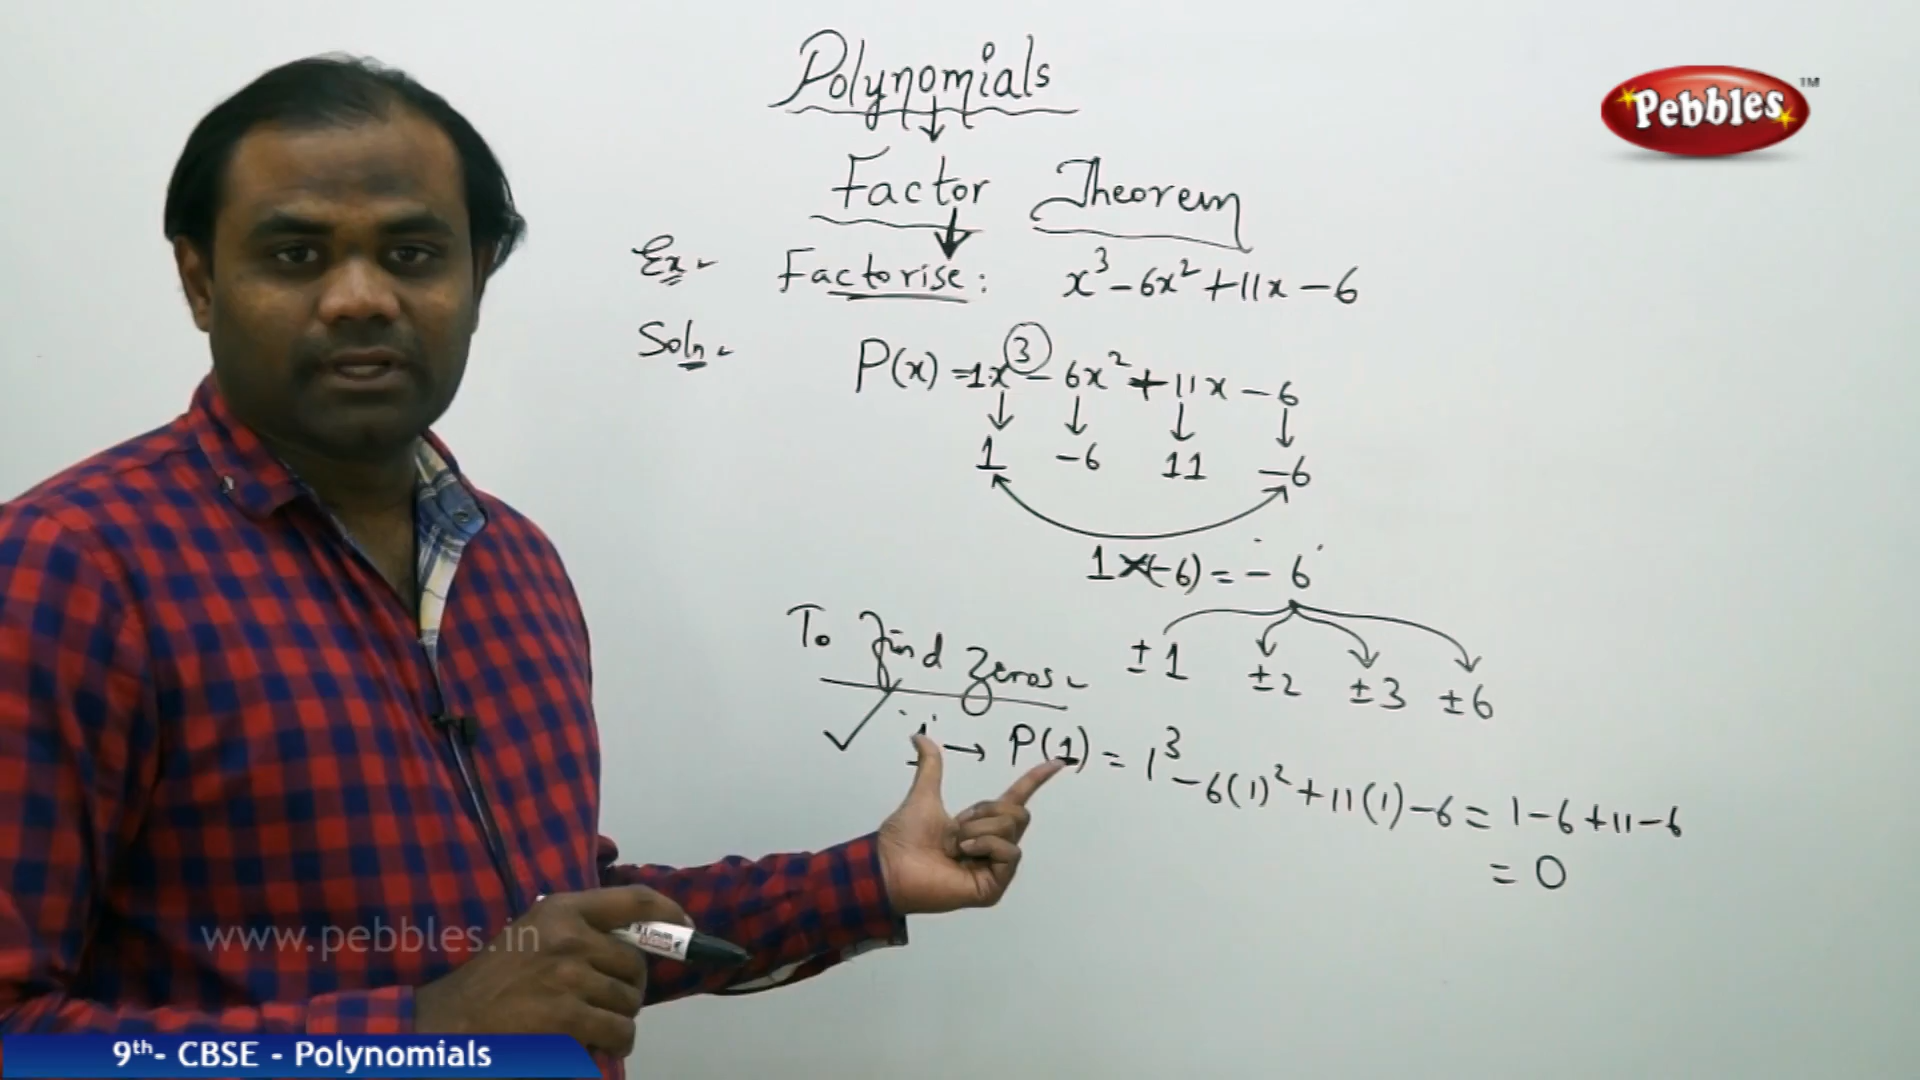 Polynomials
Pebbles™
Factor Theorem
Ex- Factorise: x³ - 6x² + 11x - 6
Soln- P(x) = 1x³ - 6x² + 11x - 6
1 -6 11 -6
1×(-6) = -6
To find zeros- ±1 ±2 ±3 ±6
'1' → P(1) = 1³ - 6(1)² + 11(1) - 6 = 1 - 6 + 11 - 6
= 0
www.pebbles.in
9th- CBSE - Polynomials